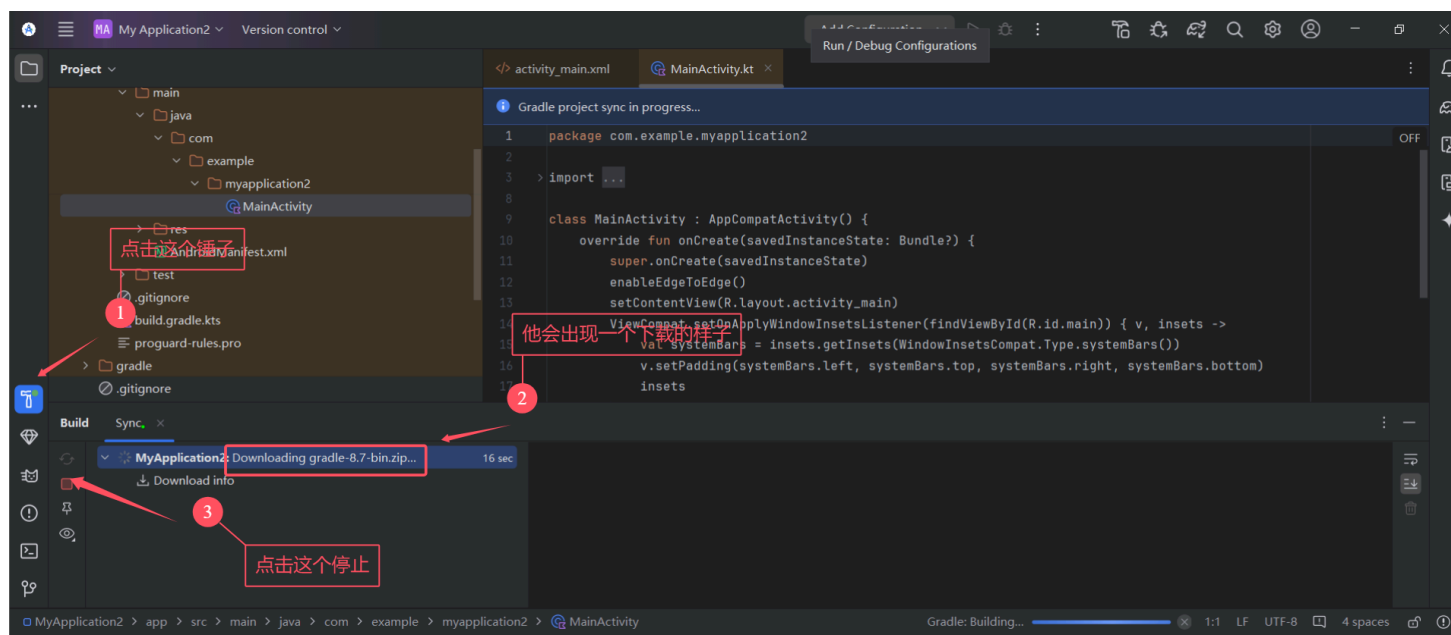 MA My Application2 Version control
Add Configuration...
Run / Debug Configurations
Project
activity_main.xml
MainActivity.kt
main
java
com
example
myapplication2
MainActivity
res
AndroidManifest.xml
test
.gitignore
build.gradle.kts
proguard-rules.pro
gradle
.gitignore
点击这个锤子
1
Gradle project sync in progress...
OFF
1 package com.example.myapplication2
2
3 import ...
8
9 class MainActivity : AppCompatActivity() {
10 override fun onCreate(savedInstanceState: Bundle?) {
11 super.onCreate(savedInstanceState)
12 enableEdgeToEdge()
13 setContentView(R.layout.activity_main)
14 ViewCompat.setOnApplyWindowInsetsListener(findViewById(R.id.main)) { v, insets ->
15 val systemBars = insets.getInsets(WindowInsetsCompat.Type.systemBars())
16 v.setPadding(systemBars.left, systemBars.top, systemBars.right, systemBars.bottom)
17 insets
他会出现一个下载的样子
2
Build Sync
MyApplication2: Downloading gradle-8.7-bin.zip... 16 sec
Download info
3
点击这个停止
MyApplication2 > app > src > main > java > com > example > myapplication2 > MainActivity
Gradle: Building... 1:1 LF UTF-8 4 spaces